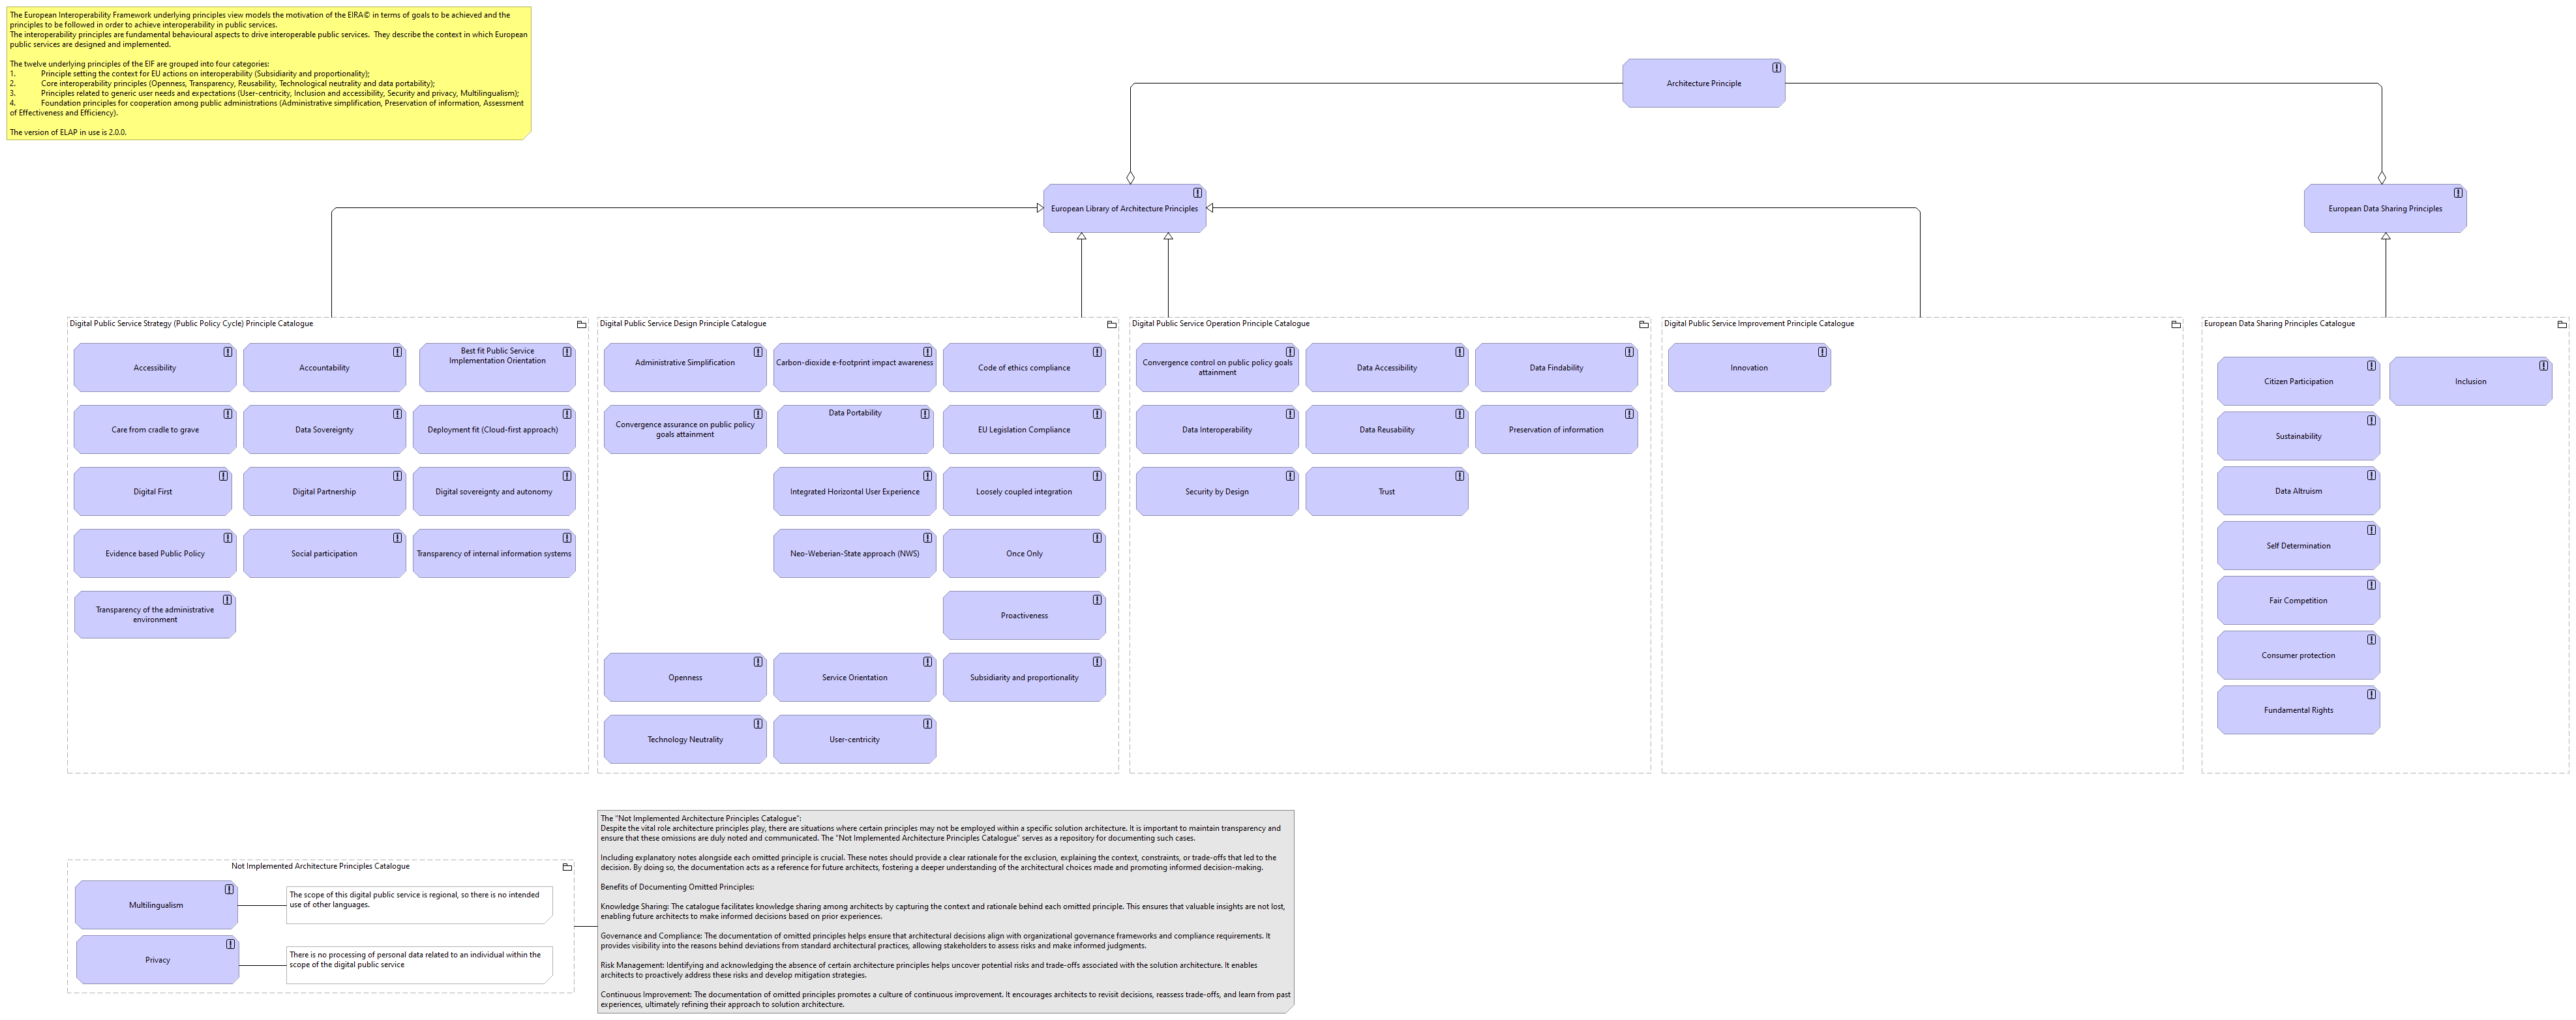 The European Interoperability Framework underlying principles view models the motivation of the EIRA© in terms of goals to be achieved and the
principles to be followed in order to achieve interoperability in public services.
The interoperability principles are fundamental behavioural aspects to drive interoperable public services.  They describe the context in which European
public services are designed and implemented.
The twelve underlying principles of the EIF are grouped into four categories:
1. Principle setting the context for EU actions on interoperability (Subsidiarity and proportionality);
2. Core interoperability principles (Openness, Transparency, Reusability, Technological neutrality and data portability);
3. Principles related to generic user needs and expectations (User-centricity, Inclusion and accessibility, Security and privacy, Multilingualism);
4. Foundation principles for cooperation among public administrations (Administrative simplification, Preservation of information, Assessment
of Effectiveness and Efficiency).
The version of ELAP in use is 2.0.0.
Architecture Principle
European Library of Architecture Principles
European Data Sharing Principles
Digital Public Service Strategy (Public Policy Cycle) Principle Catalogue
Accessibility
Accountability
Best fit Public Service
Implementation Orientation
Care from cradle to grave
Data Sovereignty
Deployment fit (Cloud-first approach)
Digital First
Digital Partnership
Digital sovereignty and autonomy
Evidence based Public Policy
Social participation
Transparency of internal information systems
Transparency of the administrative
environment
Digital Public Service Design Principle Catalogue
Administrative Simplification
Carbon-dioxide e-footprint impact awareness
Code of ethics compliance
Convergence assurance on public policy
goals attainment
Data Portability
EU Legislation Compliance
Integrated Horizontal User Experience
Loosely coupled integration
Neo-Weberian-State approach (NWS)
Once Only
Proactiveness
Openness
Service Orientation
Subsidiarity and proportionality
Technology Neutrality
User-centricity
Digital Public Service Operation Principle Catalogue
Convergence control on public policy goals
attainment
Data Accessibility
Data Findability
Data Interoperability
Data Reusability
Preservation of information
Security by Design
Trust
Digital Public Service Improvement Principle Catalogue
Innovation
European Data Sharing Principles Catalogue
Citizen Participation
Inclusion
Sustainability
Data Altruism
Self Determination
Fair Competition
Consumer protection
Fundamental Rights
Not Implemented Architecture Principles Catalogue
Multilingualism
The scope of this digital public service is regional, so there is no intended
use of other languages.
Privacy
There is no processing of personal data related to an individual within the
scope of the digital public service
The "Not Implemented Architecture Principles Catalogue":
Despite the vital role architecture principles play, there are situations where certain principles may not be employed within a specific solution architecture. It is important to maintain transparency and
ensure that these omissions are duly noted and communicated. The "Not Implemented Architecture Principles Catalogue" serves as a repository for documenting such cases.
Including explanatory notes alongside each omitted principle is crucial. These notes should provide a clear rationale for the exclusion, explaining the context, constraints, or trade-offs that led to the
decision. By doing so, the documentation acts as a reference for future architects, fostering a deeper understanding of the architectural choices made and promoting informed decision-making.
Benefits of Documenting Omitted Principles:
Knowledge Sharing: The catalogue facilitates knowledge sharing among architects by capturing the context and rationale behind each omitted principle. This ensures that valuable insights are not lost,
enabling future architects to make informed decisions based on prior experiences.
Governance and Compliance: The documentation of omitted principles helps ensure that architectural decisions align with organizational governance frameworks and compliance requirements. It
provides visibility into the reasons behind deviations from standard architectural practices, allowing stakeholders to assess risks and make informed judgments.
Risk Management: Identifying and acknowledging the absence of certain architecture principles helps uncover potential risks and trade-offs associated with the solution architecture. It enables
architects to proactively address these risks and develop mitigation strategies.
Continuous Improvement: The documentation of omitted principles promotes a culture of continuous improvement. It encourages architects to revisit decisions, reassess trade-offs, and learn from past
experiences, ultimately refining their approach to solution architecture.